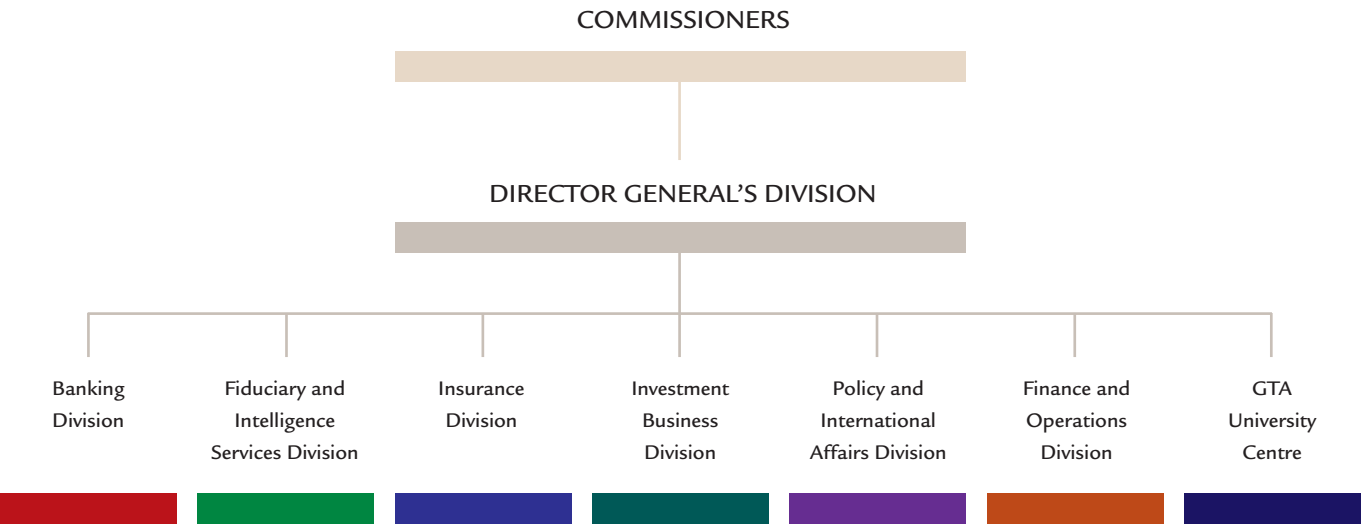 COMMISSIONERS
DIRECTOR GENERAL’S DIVISION
Banking
Division
Fiduciary and
Intelligence
Services Division
Insurance
Division
Investment
Business
Division
Policy and
International
Affairs Division
Finance and
Operations
Division
GTA
University
Centre